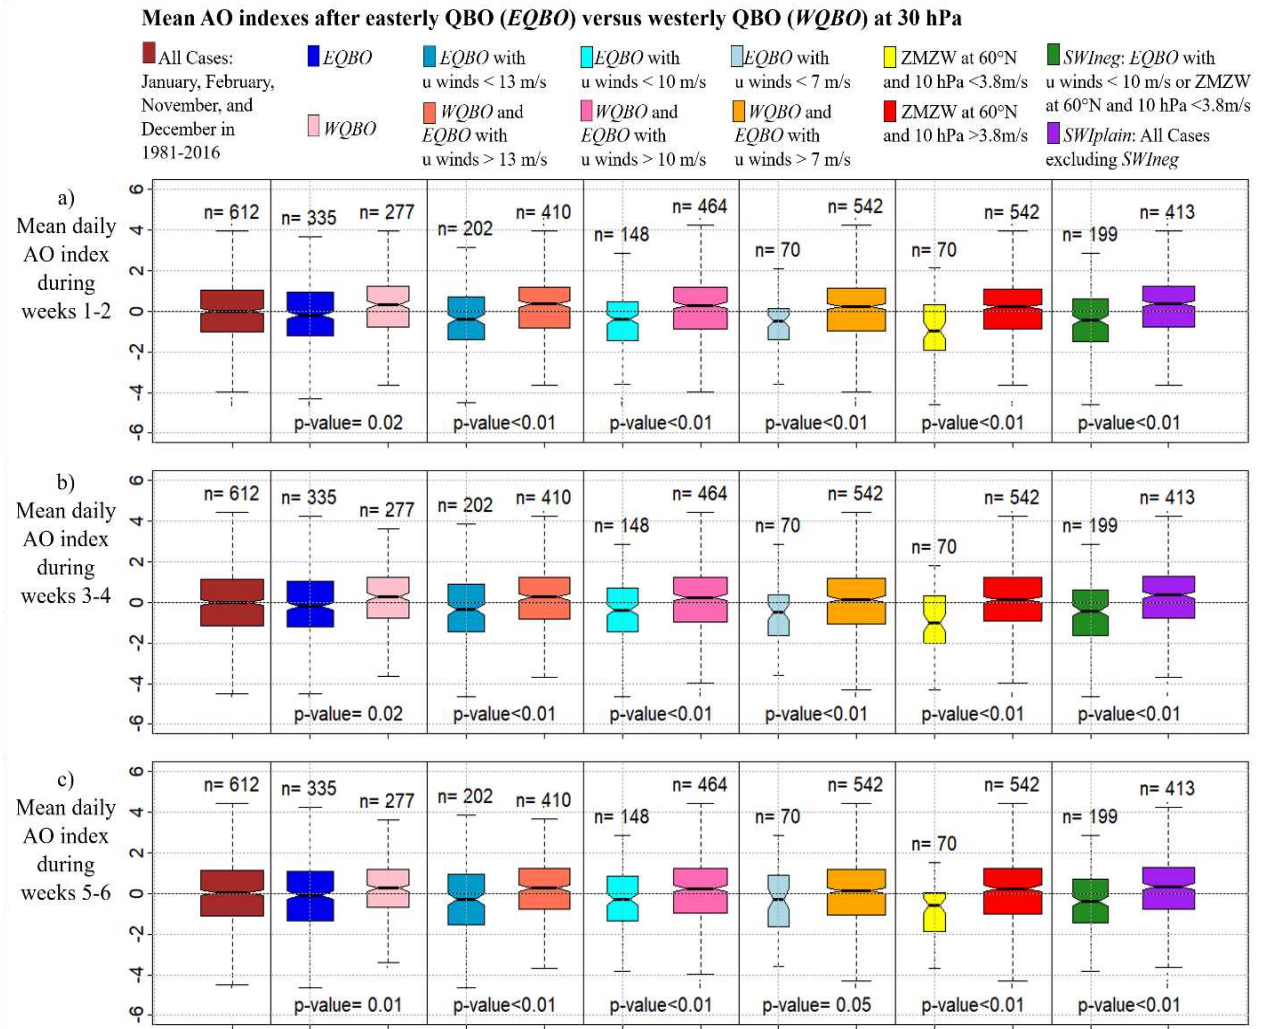 Mean AO indexes after easterly QBO (EQBO) versus westerly QBO (WQBO) at 30 hPa
All Cases:
January, February,
November, and
December in
1981-2016
EQBO
WQBO
EQBO with
u winds < 13 m/s
WQBO and
EQBO with
u winds > 13 m/s
EQBO with
u winds < 10 m/s
WQBO and
EQBO with
u winds > 10 m/s
EQBO with
u winds < 7 m/s
WQBO and
EQBO with
u winds > 7 m/s
ZMZW at 60°N
and 10 hPa <3.8m/s
ZMZW at 60°N
and 10 hPa >3.8m/s
SWIneg: EQBO with
u winds < 10 m/s or ZMZW
at 60°N and 10 hPa <3.8m/s
SWIplain: All Cases
excluding SWIneg
a)
Mean daily
AO index
during
weeks 1-2
6
4
2
0
-2
-4
-6
n= 612
n= 335
n= 277
n= 202
n= 410
n= 148
n= 464
n= 70
n= 542
n= 70
n= 542
n= 199
n= 413
p-value= 0.02
p-value<0.01
p-value<0.01
p-value<0.01
p-value<0.01
p-value<0.01
b)
Mean daily
AO index
during
weeks 3-4
6
4
2
0
-2
-4
-6
n= 612
n= 335
n= 277
n= 202
n= 410
n= 148
n= 464
n= 70
n= 542
n= 70
n= 542
n= 199
n= 413
p-value= 0.02
p-value<0.01
p-value<0.01
p-value<0.01
p-value<0.01
p-value<0.01
c)
Mean daily
AO index
during
weeks 5-6
6
4
2
0
-2
-4
-6
n= 612
n= 335
n= 277
n= 202
n= 410
n= 148
n= 464
n= 70
n= 542
n= 70
n= 542
n= 199
n= 413
p-value= 0.01
p-value<0.01
p-value<0.01
p-value= 0.05
p-value<0.01
p-value<0.01